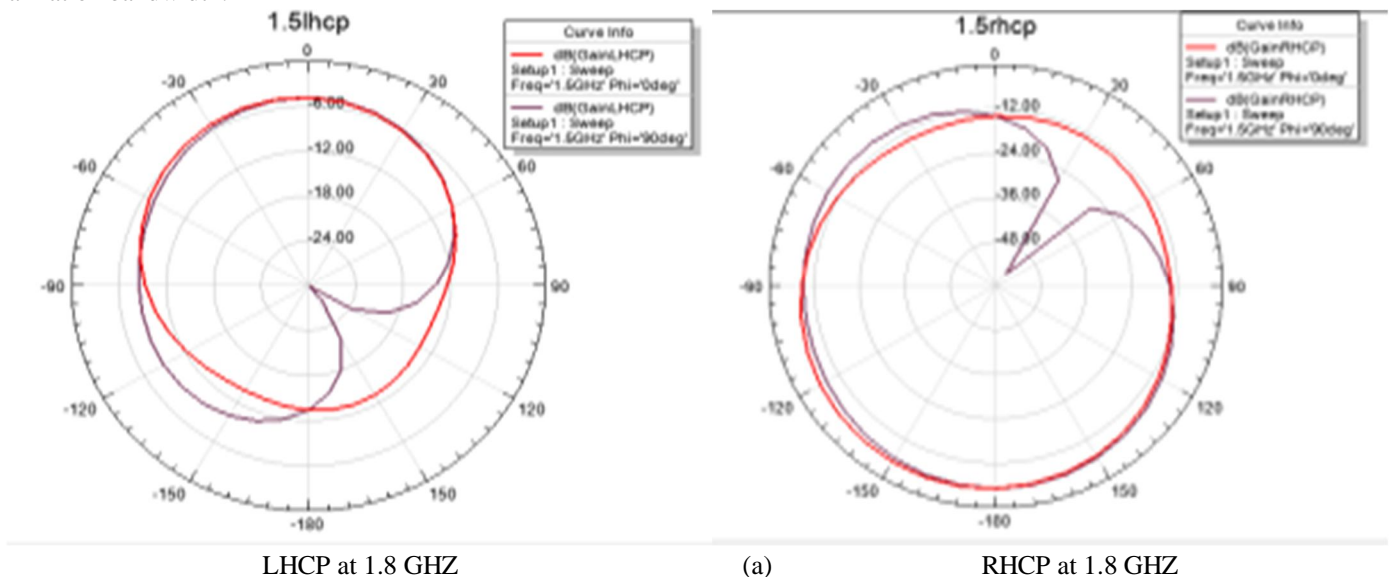 1.5lhcp
Curve Info
dB(GainLHCP)
Setup1 : Sweep
Freq='1.5GHz' Phi='0deg'
dB(GainLHCP)
Setup1 : Sweep
Freq='1.5GHz' Phi='90deg'
0
-30
30
-60
60
-90
90
-120
120
-150
150
-180
-6.00
-12.00
-18.00
-24.00
1.5rhcp
Curve Info
dB(GainRHCP)
Setup1 : Sweep
Freq='1.5GHz' Phi='0deg'
dB(GainRHCP)
Setup1 : Sweep
Freq='1.5GHz' Phi='90deg'
0
-30
30
-60
60
-90
90
-120
120
-150
150
-180
-12.00
-24.00
-36.00
-48.00
LHCP at 1.8 GHZ
(a)
RHCP at 1.8 GHZ